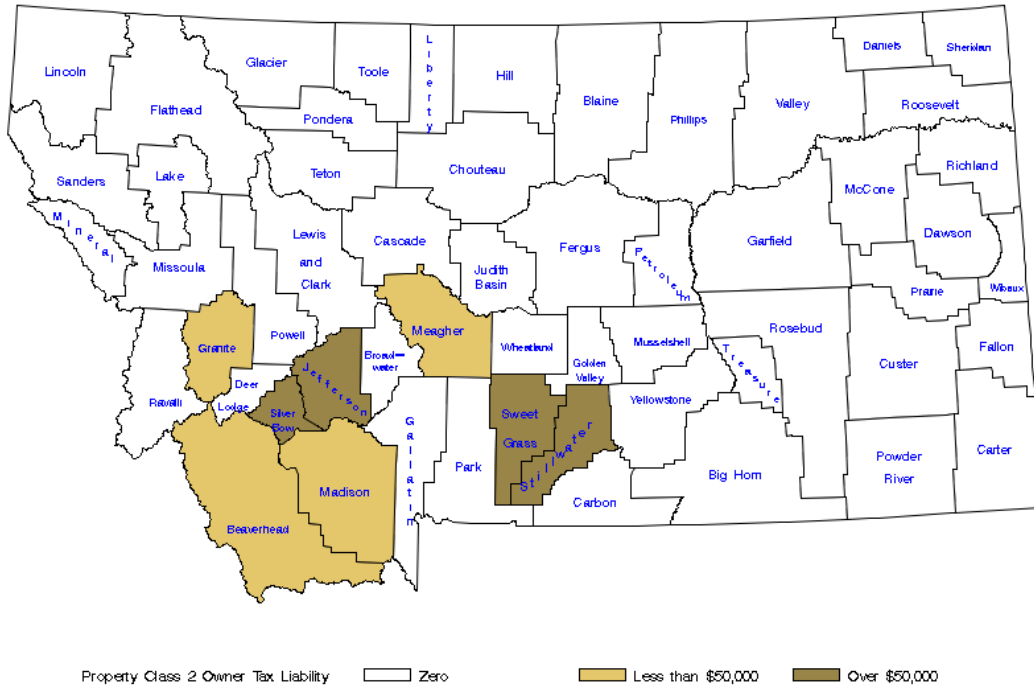 Lincoln
Flathead
Glacier
Toole
Liberty
Hill
Blaine
Phillips
Valley
Daniels
Sheridan
Roosevelt
Pondera
Teton
Chouteau
Sanders
Lake
Mineral
Missoula
Lewis
and
Clark
Cascade
Judith
Basin
Fergus
Petroleum
Garfield
McCone
Richland
Dawson
Prarie
Wibaux
Granite
Powell
Meagher
Jefferson
Broad-
water
Wheatland
Golden
Valley
Musselshell
Treasure
Rosebud
Custer
Fallon
Ravalli
Deer
Lodge
Silver
Bow
Gallatin
Park
Sweet
Grass
Stillwater
Yellowstone
Big Horn
Powder
River
Carter
Carbon
Madison
Beaverhead
Property Class 2 Owner Tax Liability
Zero
Less than $50,000
Over $50,000